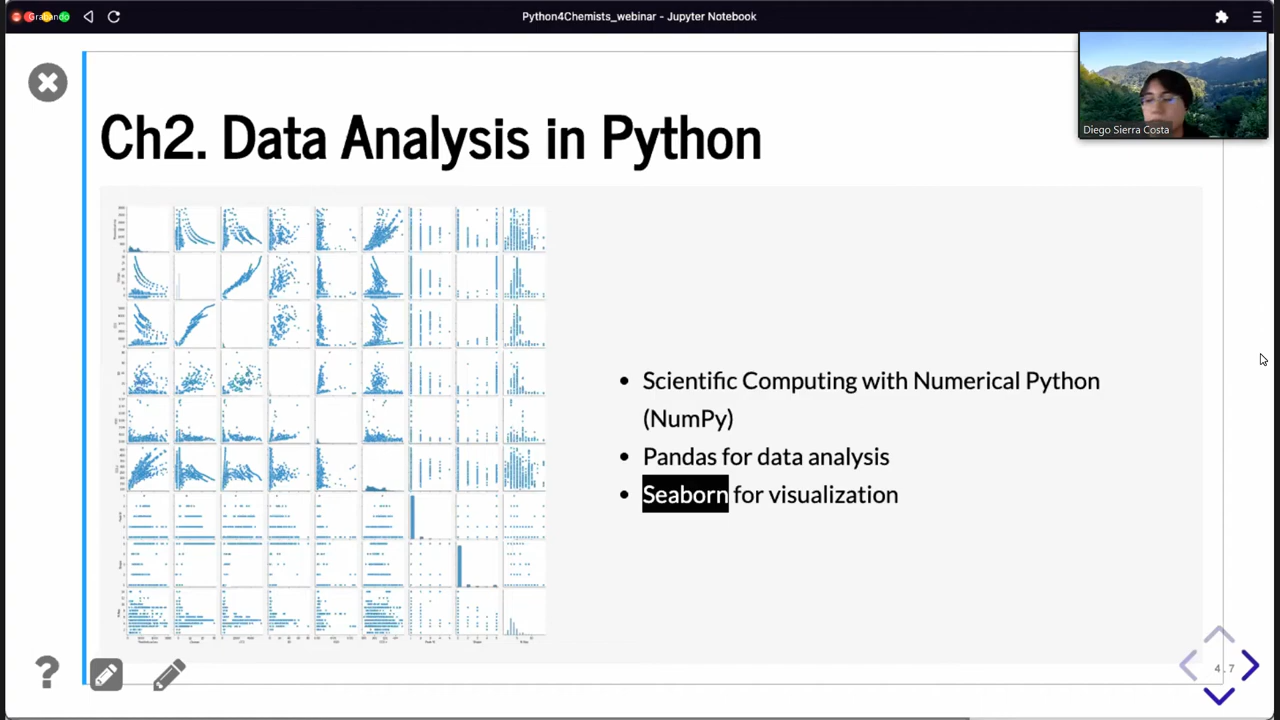 Grabando
Python4Chemists_webinar - Jupyter Notebook
Diego Sierra Costa
Ch2. Data Analysis in Python
• Scientific Computing with Numerical Python
(NumPy)
• Pandas for data analysis
• Seaborn for visualization
?
4.7